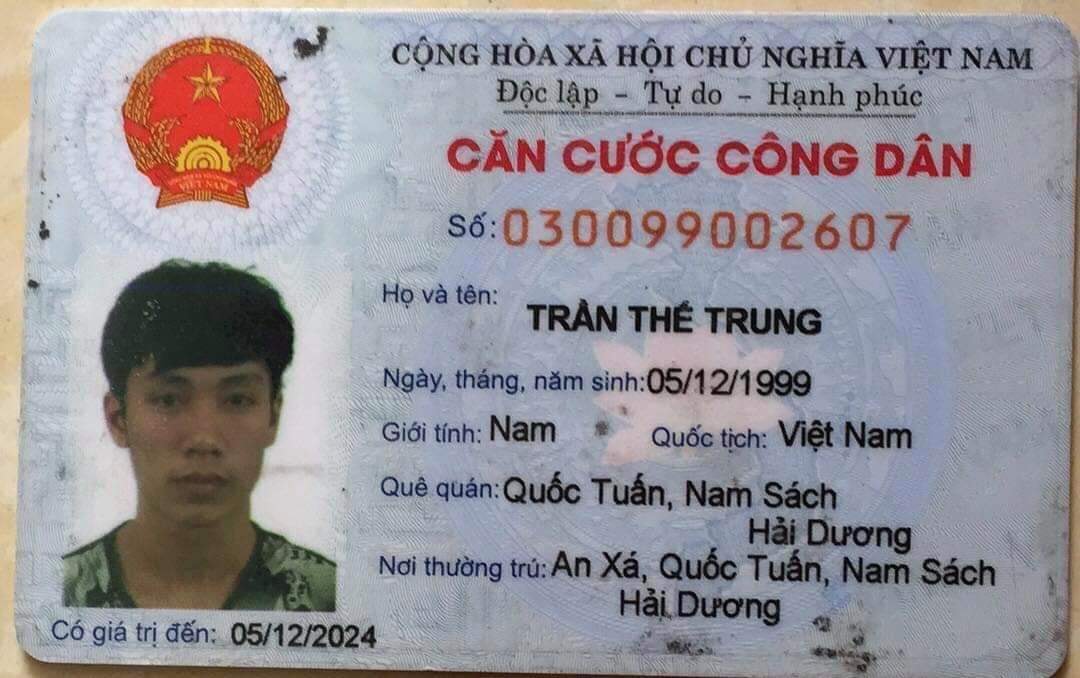 CỘNG HÒA XÃ HỘI CHỦ NGHĨA VIỆT NAM
Độc lập - Tự do - Hạnh phúc
CĂN CƯỚC CÔNG DÂN
Số: 030099002607
Họ và tên:
TRẦN THẾ TRUNG
Ngày, tháng, năm sinh: 05/12/1999
Giới tính: Nam Quốc tịch: Việt Nam
Quê quán: Quốc Tuấn, Nam Sách
Hải Dương
Nơi thường trú: An Xá, Quốc Tuấn, Nam Sách
Hải Dương
Có giá trị đến: 05/12/2024
VIỆT NAM